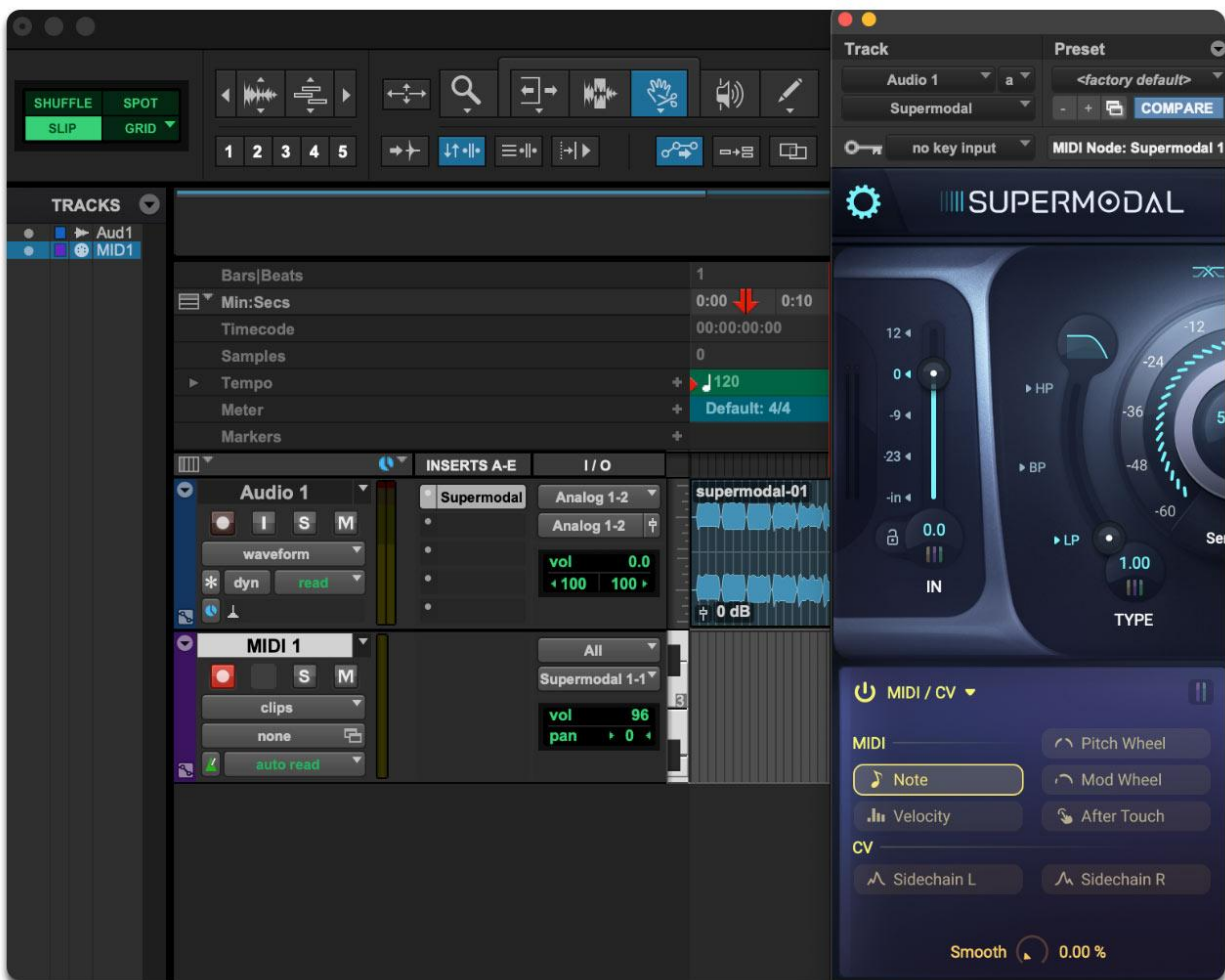 SHUFFLE SPOT
SLIP GRID
1 2 3 4 5
TRACKS
Aud1
MID1
Bars|Beats 1
Min:Secs 0:00 0:10
Timecode 00:00:00:00
Samples 0
Tempo + 120
Meter + Default: 4/4
Markers +
INSERTS A-E I / O
Audio 1
I S M
waveform
dyn read
Supermodal
Analog 1-2
Analog 1-2
vol 0.0
100 100
supermodal-01
0 dB
MIDI 1
S M
clips
none
auto read
All
Supermodal 1-1
vol 96
pan 0
3
Track Preset
Audio 1 a <factory default>
Supermodal - + COMPARE
no key input MIDI Node: Supermodal 1
SUPERMODAL
12
0
-9
-23
-in
0.0
IN
HP
BP
LP
1.00
TYPE
-12
-24
-36
-48
-60
5
Se
MIDI / CV
MIDI
Pitch Wheel
Note
Mod Wheel
Velocity
After Touch
CV
Sidechain L
Sidechain R
Smooth 0.00 %